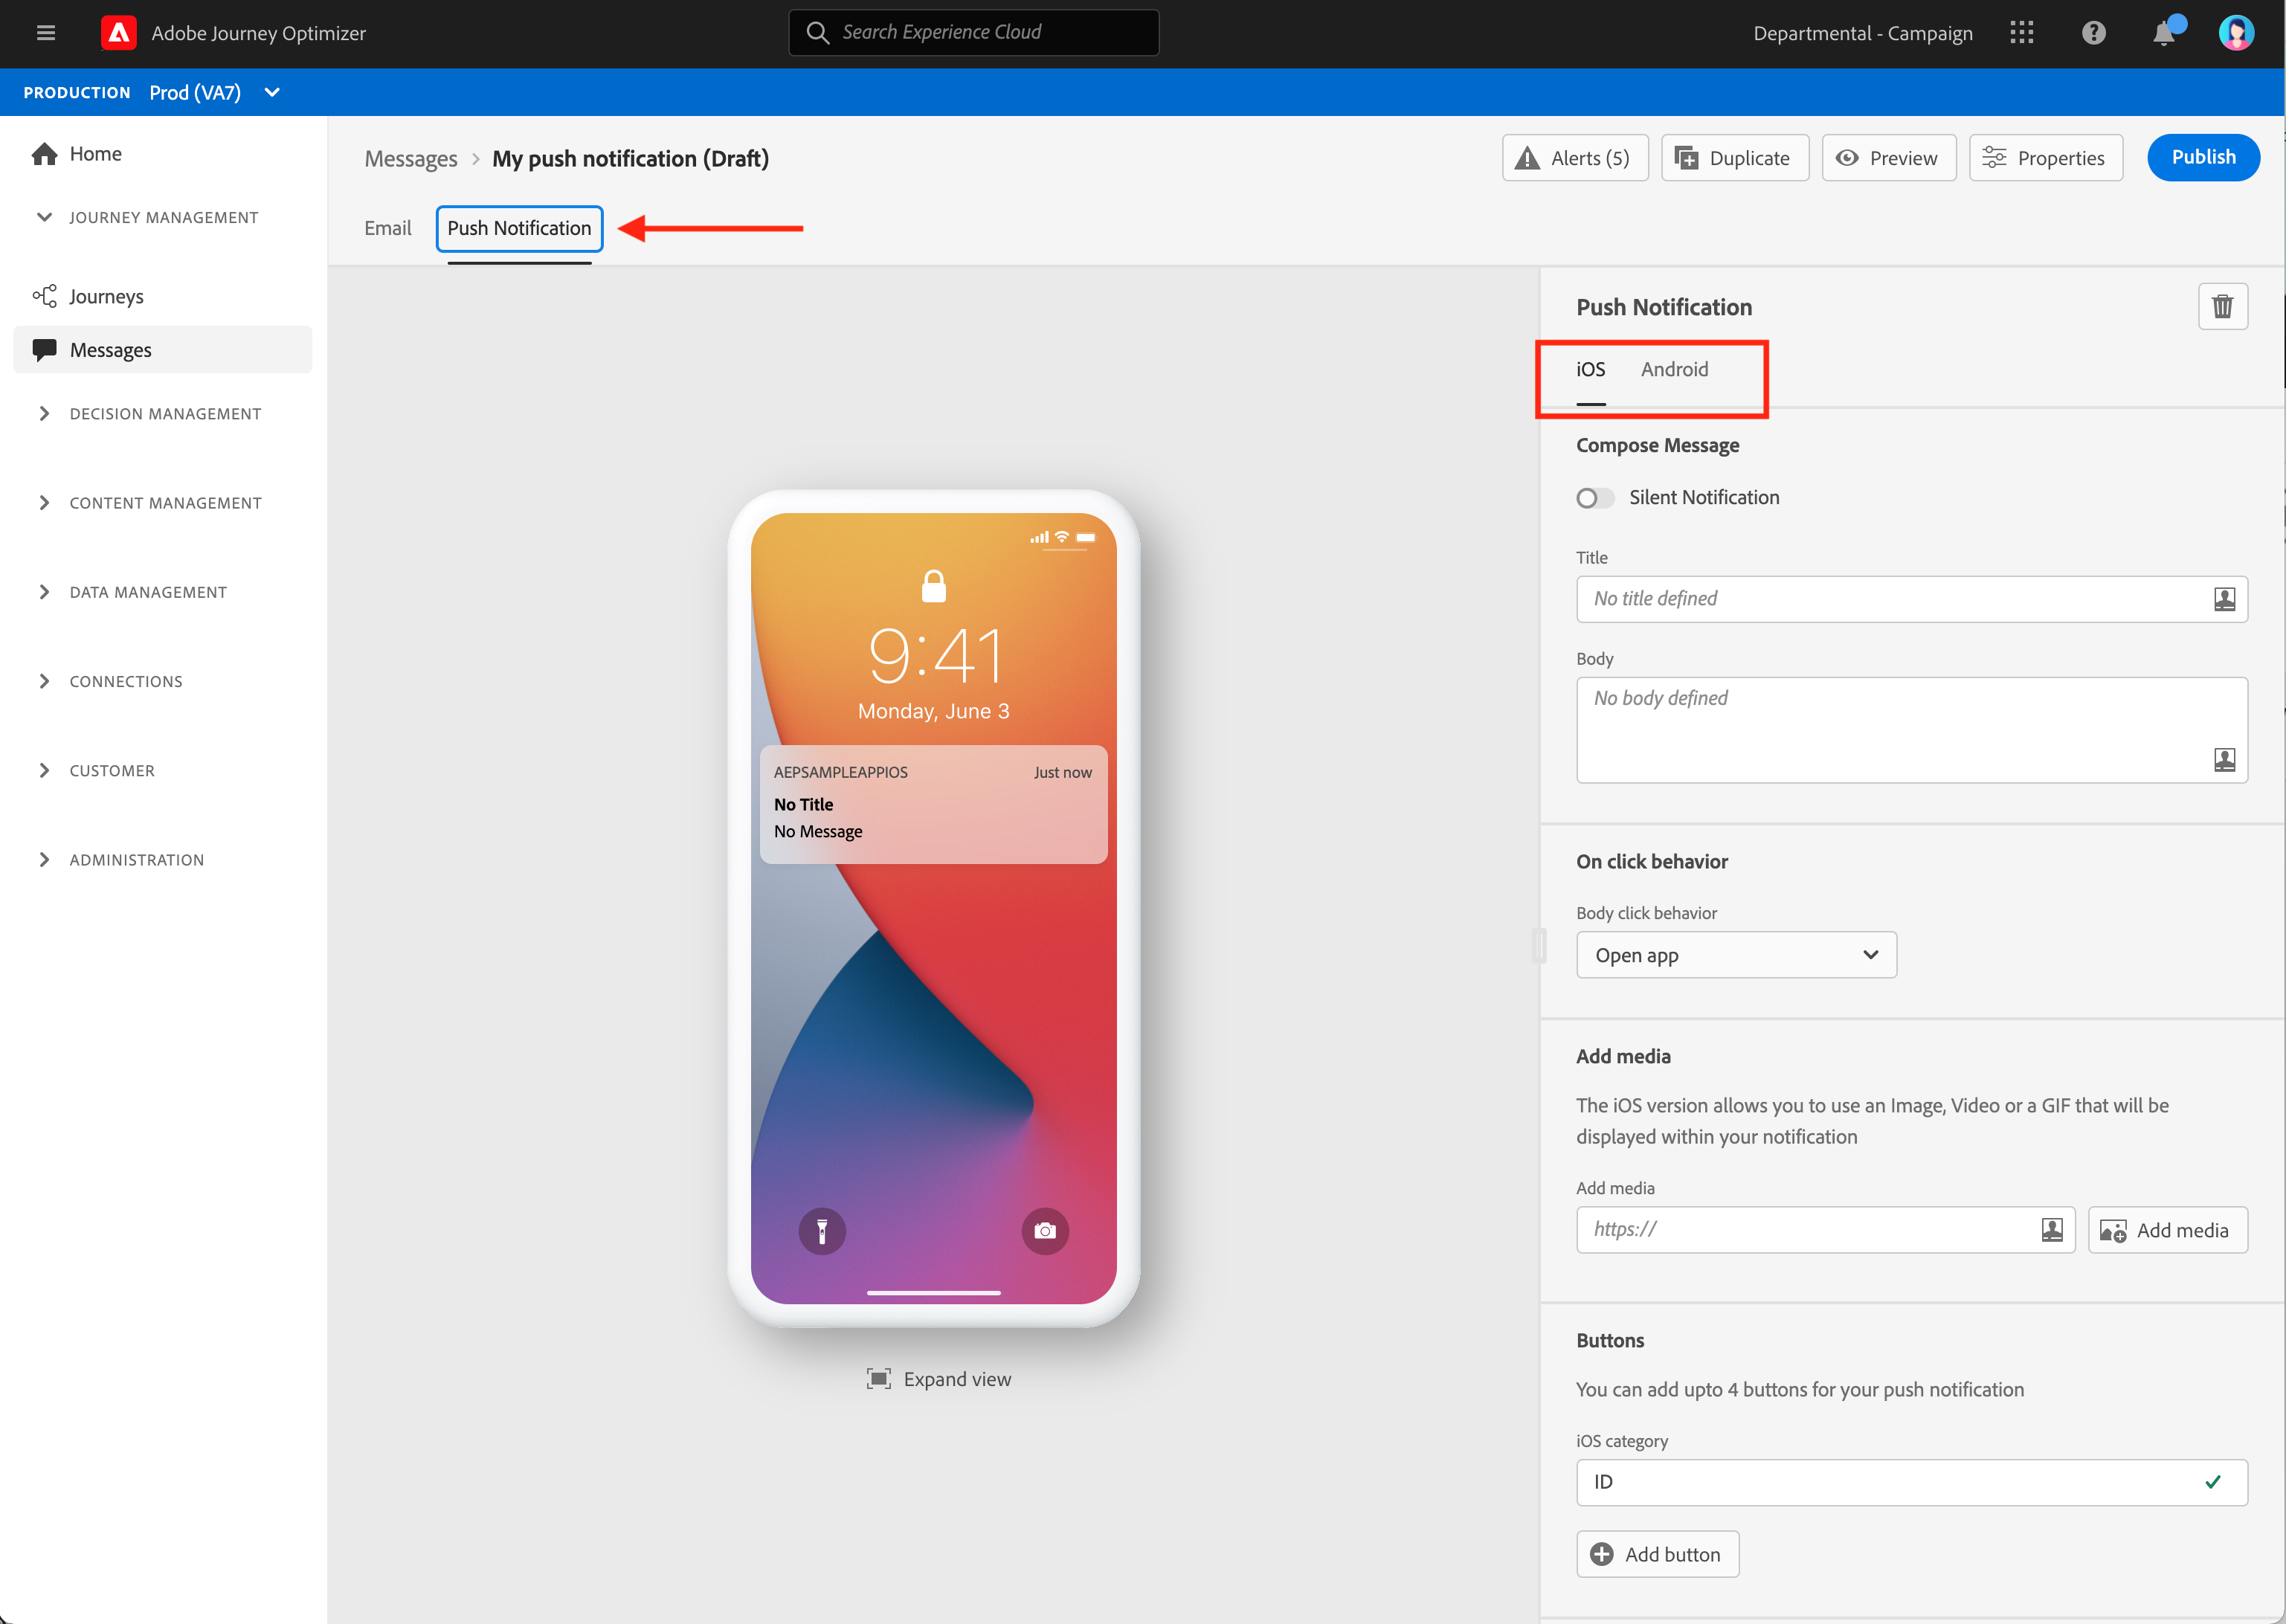 Adobe Journey Optimizer
Search Experience Cloud
Departmental - Campaign
PRODUCTION Prod (VA7)
Home
JOURNEY MANAGEMENT
Journeys
Messages
DECISION MANAGEMENT
CONTENT MANAGEMENT
DATA MANAGEMENT
CONNECTIONS
CUSTOMER
ADMINISTRATION
Messages > My push notification (Draft)
Alerts (5)
Duplicate
Preview
Properties
Publish
Email
Push Notification
9:41
Monday, June 3
AEPSAMPLEAPPIOS Just now
No Title
No Message
Expand view
Push Notification
iOS Android
Compose Message
Silent Notification
Title
No title defined
Body
No body defined
On click behavior
Body click behavior
Open app
Add media
The iOS version allows you to use an Image, Video or a GIF that will be
displayed within your notification
Add media
https://
Add media
Buttons
You can add upto 4 buttons for your push notification
iOS category
ID
Add button